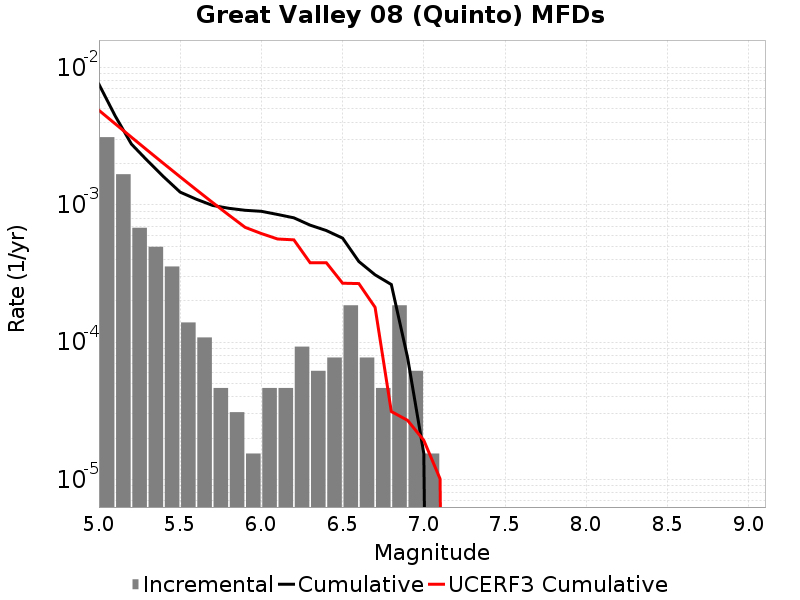 Great Valley 08 (Quinto) MFDs
10-2
10-3
10-4
10-5
Rate (1/yr)
5.0 5.5 6.0 6.5 7.0 7.5 8.0 8.5 9.0
Magnitude
Incremental Cumulative UCERF3 Cumulative